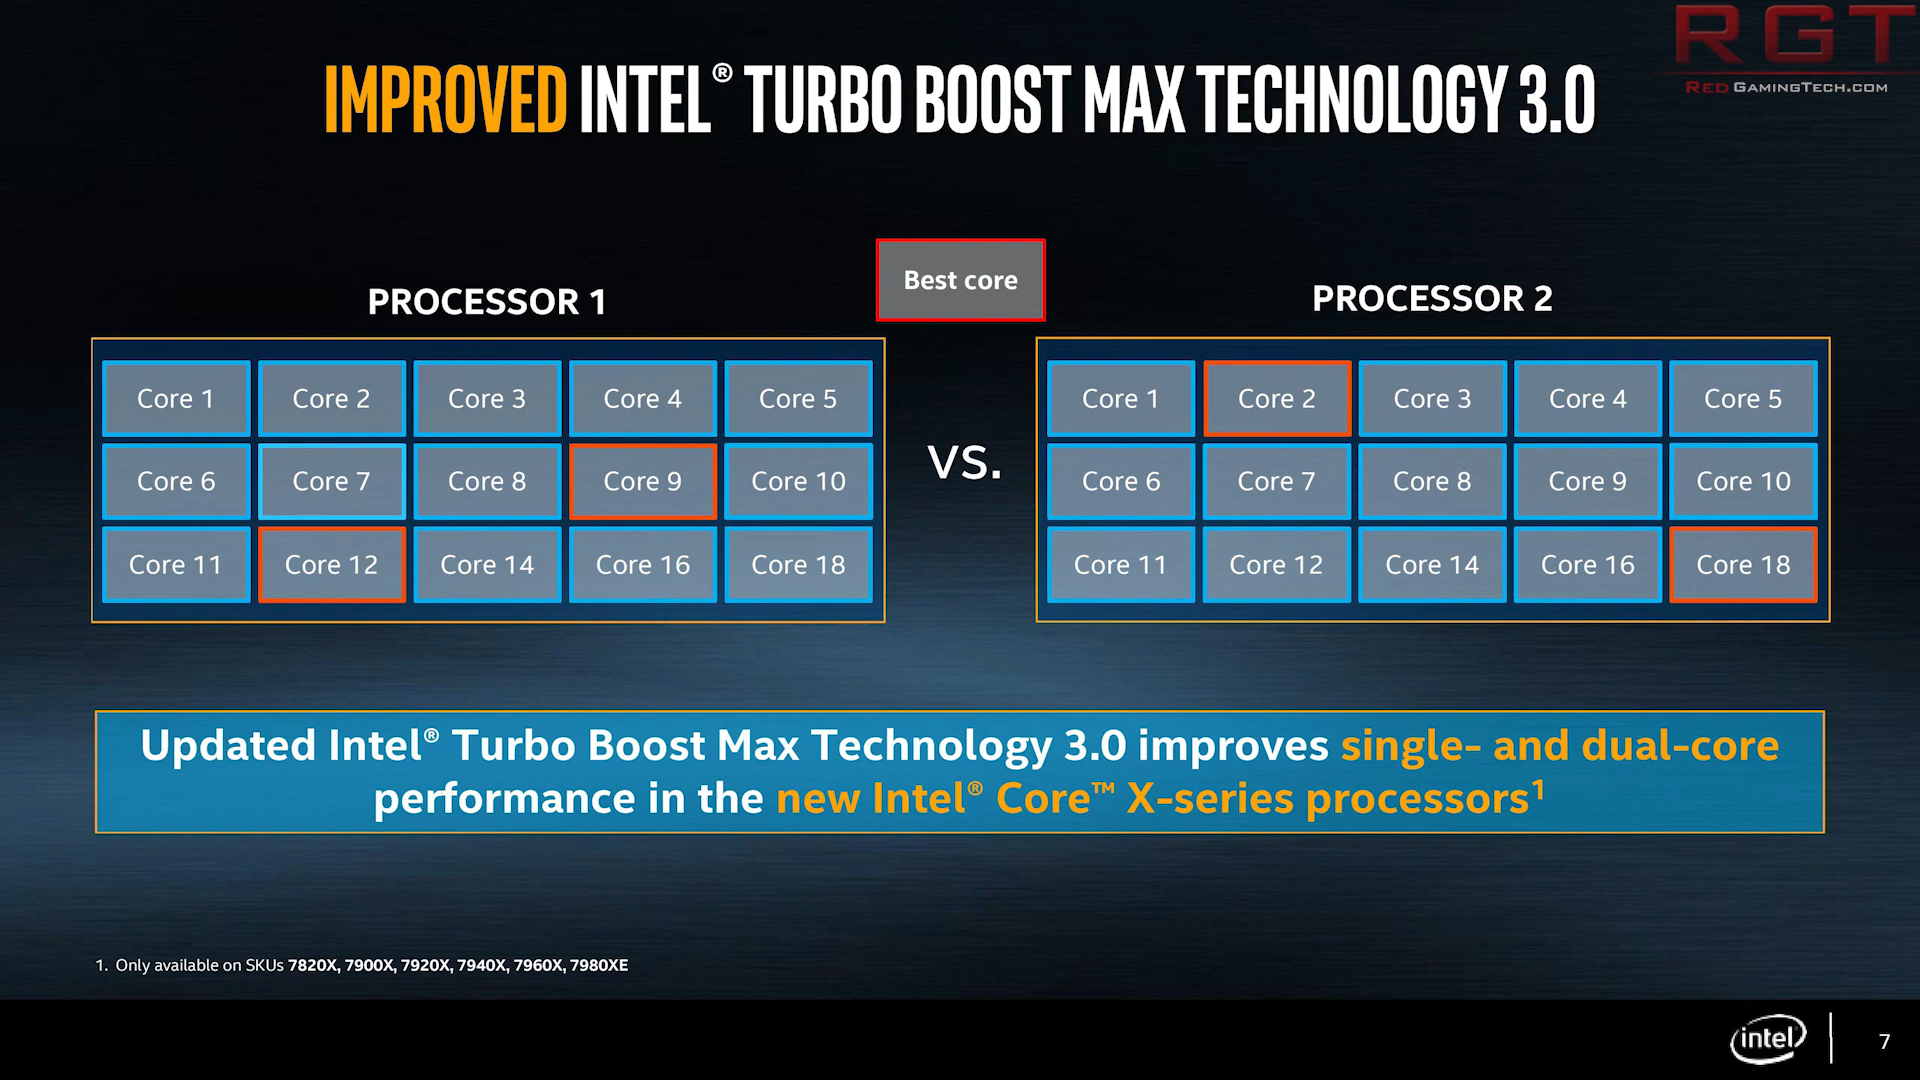 RGT
REDGAMINGTECH.COM
IMPROVED INTEL® TURBO BOOST MAX TECHNOLOGY 3.0
Best core
PROCESSOR 1
PROCESSOR 2
Core 1 Core 2 Core 3 Core 4 Core 5
Core 6 Core 7 Core 8 Core 9 Core 10
Core 11 Core 12 Core 14 Core 16 Core 18
vs.
Core 1 Core 2 Core 3 Core 4 Core 5
Core 6 Core 7 Core 8 Core 9 Core 10
Core 11 Core 12 Core 14 Core 16 Core 18
Updated Intel® Turbo Boost Max Technology 3.0 improves single- and dual-core
performance in the new Intel® Core™ X-series processors¹
1. Only available on SKUs 7820X, 7900X, 7920X, 7940X, 7960X, 7980XE
intel
7